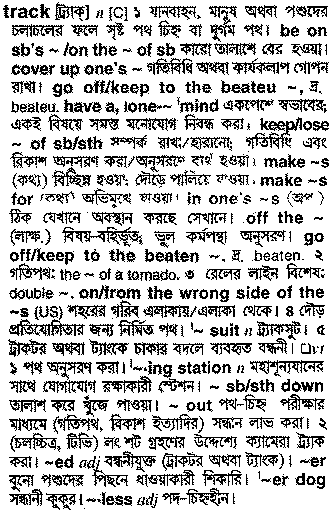 track [ট্র্যাক] n [C] ১ যানবাহন, মানুষ অথবা পশুদের
চলাচলের ফলে সৃষ্ট পথ চিহ্ন বা দুর্গম পথ। be on
sb's ~ /on the ~ of sb কারো তালাশে বের হওয়া।
cover up one's ~ গতিবিধি অথবা কার্যকলাপ গোপন
রাখা। go off/keep to the beateu ~, দ্র.
beateu. have a, lone~ mind একপেশে স্বভাবের;
একই বিষয়ে সমস্ত মনোযোগ নিবদ্ধ করা। keep/lose
~ of sb/sth সম্পর্ক রাখা/হারানো; গতিবিধি এবং
বিকাশ অনুসরণ করা/অনুসরণে ব্যর্থ হওয়া। make ~s
(কথ্য) বিচ্ছিন্ন হওয়া; দৌড়ে পালিয়ে যাওয়া. make ~s
for (কথ্য) অভিমুখে যাওয়া। in one's ~s
ঠিক যেখানে অবস্থান করছে সেখানে। off the ~
(লাক্ষ.) বিষয়-বহির্ভূত; ভুল কর্মপন্থা অনুসরণ। go
off/keep to the beaten ~, দ্র. beaten. ২
গতিপথ: the ~ of a tornado. ৩ রেলের লাইন বিশেষ:
double ~. on/from the wrong side of the
~s (US) শহরের গরিব এলাকায়/এলাকা থেকে। ৪ দৌড়
প্রতিযোগিতার জন্য নির্মিত পথ। '~ suit n ট্র্যাকসুট। ৫
ট্রাকটর অথবা ট্যাংকে চাকার বদলে ব্যবহৃত বন্ধনী। □vt
১ পথ অনুসরণ করা। '~ing station n মহাশূন্যযানের
সাথে যোগাযোগ রক্ষাকারী স্টেশন। ~ sb/sth down
তালাশ করে খুঁজে পাওয়া। ~ out পথ-চিহ্ন পরীক্ষার
মাধ্যমে (গতিপথ, বিকাশ ইত্যাদির) সন্ধান লাভ করা। ২
(চলচ্চিত্র, টিভি) লং শট গ্রহণের উদ্দেশ্যে ক্যামেরা ট্র্যাক
করা। ~ed adj বন্ধনীযুক্ত (ট্রাকটর অথবা ট্যাংক)। ~er
বুনো পশুদের পিছনে ধাওয়াকারী শিকারি। '~er dog
সন্ধানী কুকুর। ~less adj পদ-চিহ্নহীন।